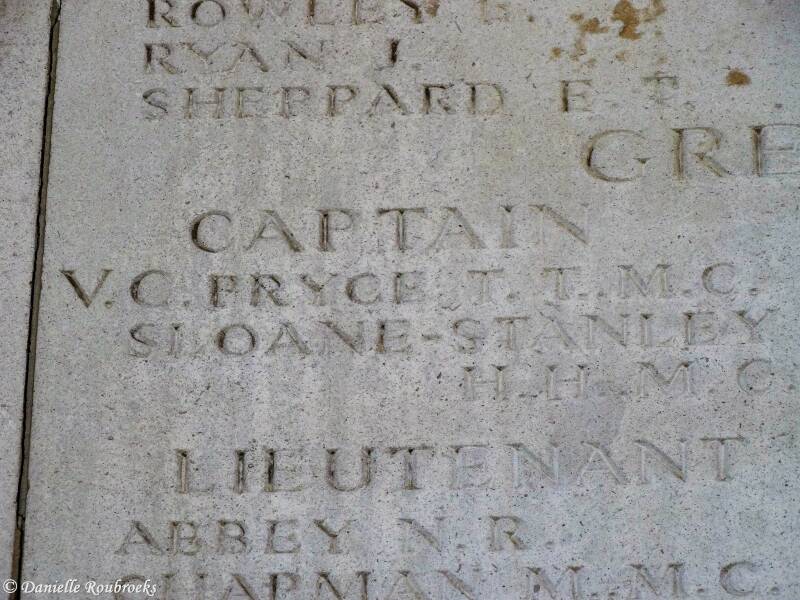 ROWLEY E.
RYAN J.
SHEPPARD E. T.
GRE
CAPTAIN
V.C. PRYCE T. T., M.C.
SLOANE-STANLEY
H. H., M.C.
LIEUTENANT
ABBEY N. R.
CHAPMAN M., M.C.
© Danielle Roubroeks